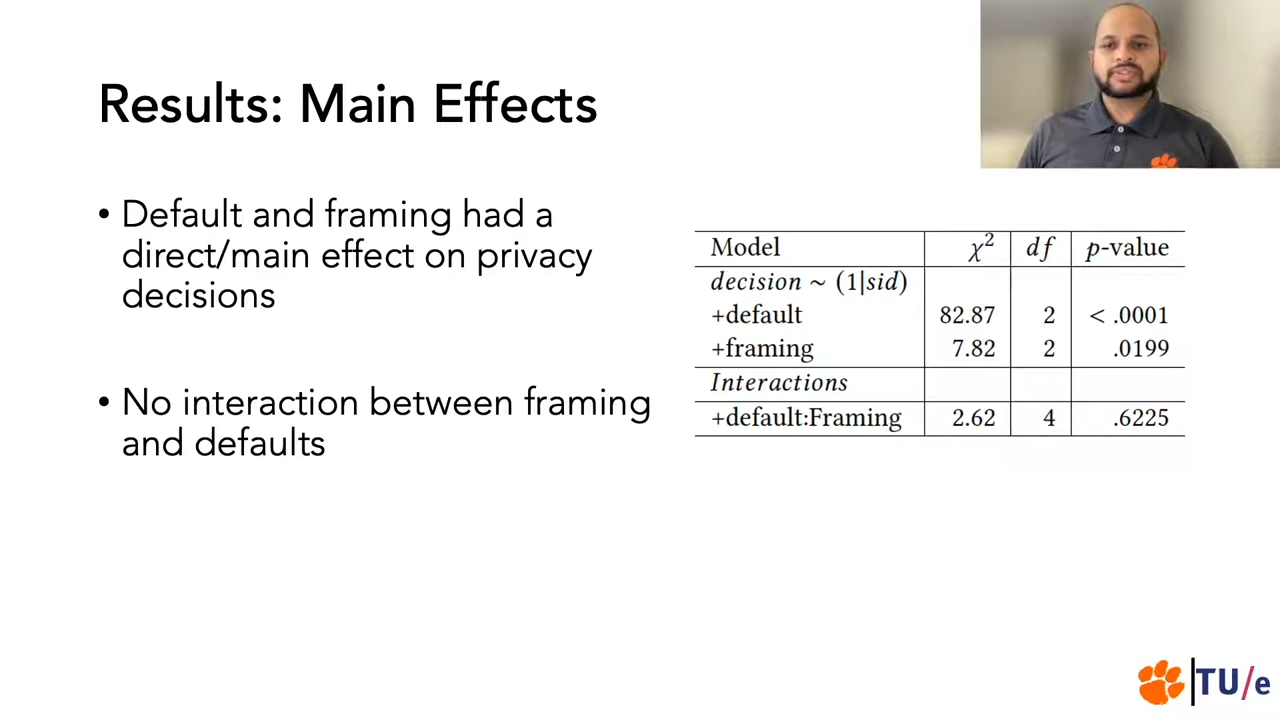 Results: Main Effects
• Default and framing had a
direct/main effect on privacy
decisions
• No interaction between framing
and defaults
Model χ² df p-value
decision ~ (1|sid)
+default 82.87 2 < .0001
+framing 7.82 2 .0199
Interactions
+default:Framing 2.62 4 .6225
TU/e